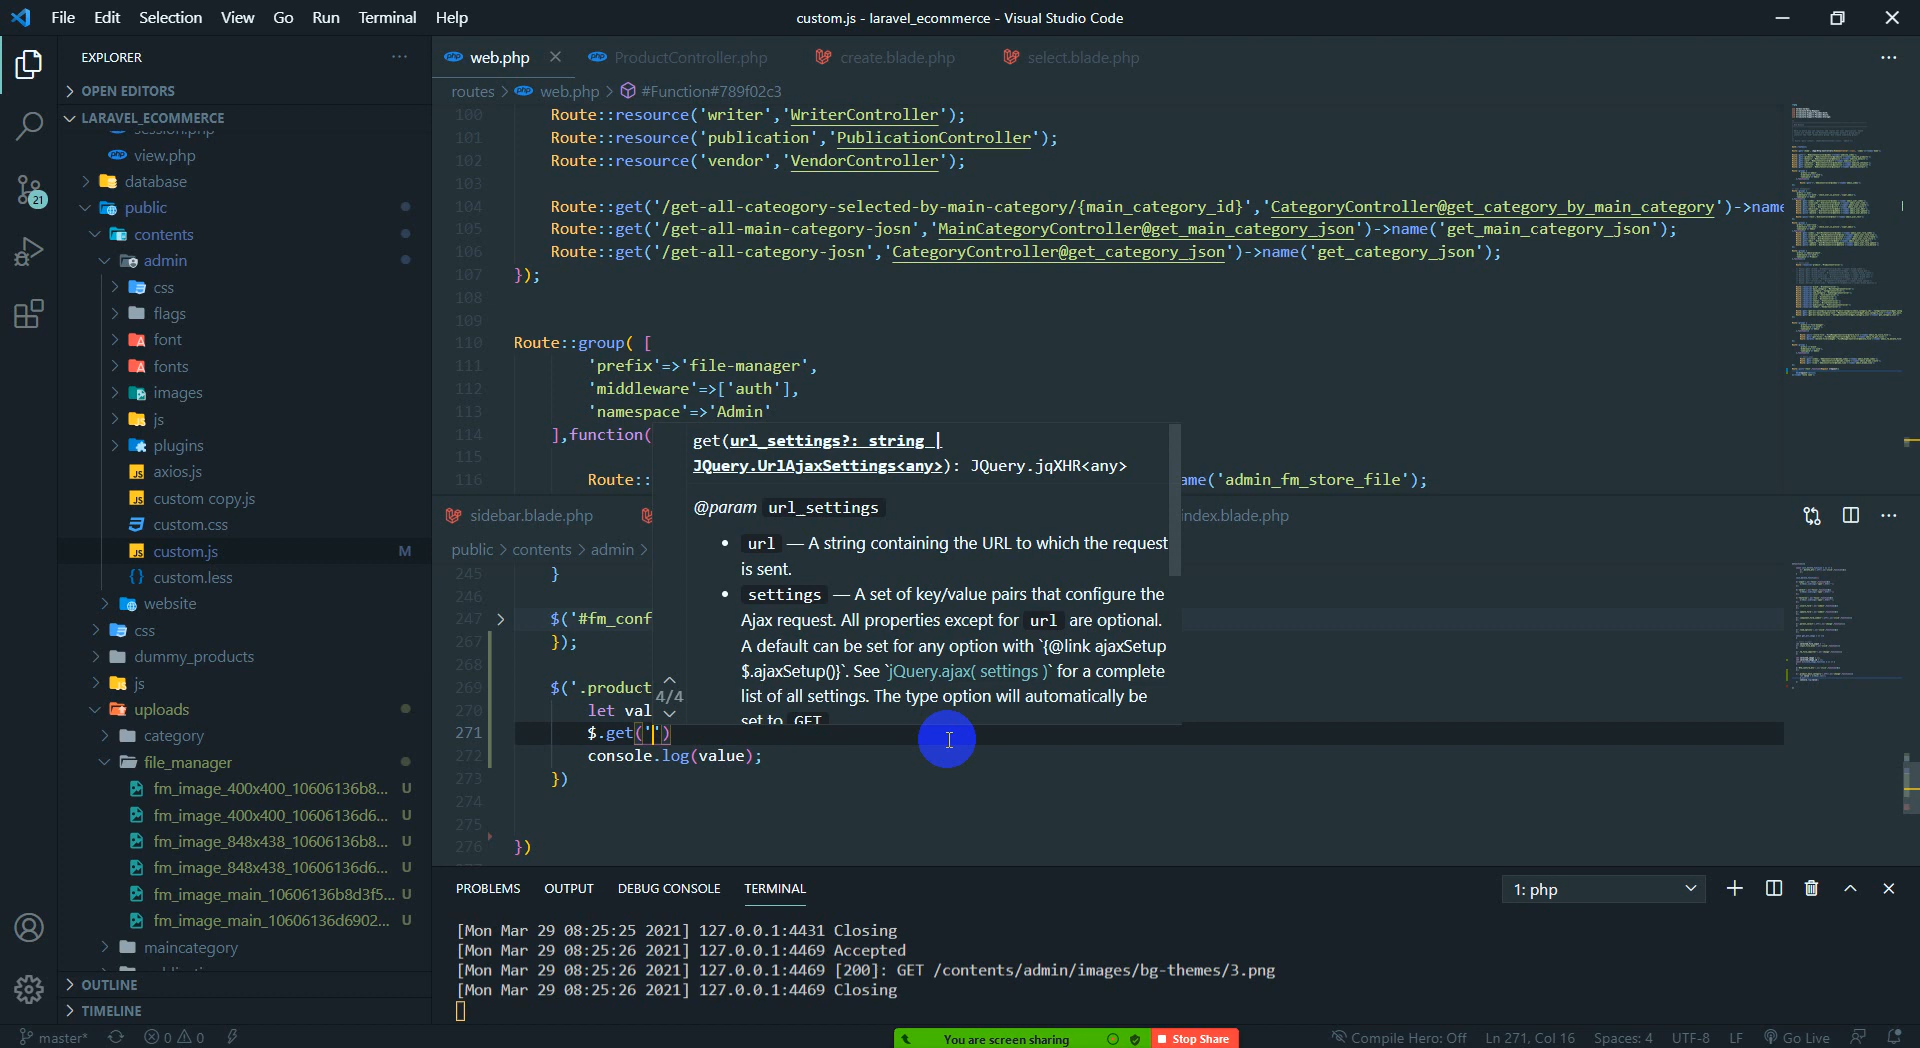 File Edit Selection View Go Run Terminal Help
custom.js - laravel_ecommerce - Visual Studio Code
EXPLORER
OPEN EDITORS
LARAVEL_ECOMMERCE
session.php
view.php
database
public
contents
admin
css
flags
font
fonts
images
js
plugins
axios.js
custom copy.js
custom.css
custom.js M
custom.less
website
css
dummy_products
js
uploads
category
file_manager
fm_image_400x400_10606136b8... U
fm_image_400x400_10606136d6... U
fm_image_848x438_10606136b8... U
fm_image_848x438_10606136d6... U
fm_image_main_10606136b8d3f5... U
fm_image_main_10606136d6902... U
maincategory
OUTLINE
TIMELINE
21
web.php ProductController.php create.blade.php select.blade.php
routes > web.php > #Function#789f02c3
100 Route::resource('writer','WriterController');
101 Route::resource('publication','PublicationController');
102 Route::resource('vendor','VendorController');
103
104 Route::get('/get-all-cateogory-selected-by-main-category/{main_category_id}','CategoryController@get_category_by_main_category')->name
105 Route::get('/get-all-main-category-josn','MainCategoryController@get_main_category_json')->name('get_main_category_json');
106 Route::get('/get-all-category-josn','CategoryController@get_category_json')->name('get_category_json');
107 });
108
109
110 Route::group( [
111 'prefix'=>'file-manager',
112 'middleware'=>['auth'],
113 'namespace'=>'Admin'
114 ],function(
115
116 Route:: ame('admin_fm_store_file');
get(url_settings?: string |
JQuery.UrlAjaxSettings<any>): JQuery.jqXHR<any>
@param url_settings
• url — A string containing the URL to which the request
is sent.
• settings — A set of key/value pairs that configure the
Ajax request. All properties except for url are optional.
A default can be set for any option with `{@link ajaxSetup
$.ajaxSetup()}`. See `jQuery.ajax( settings )` for a complete
list of all settings. The type option will automatically be
set to GET
4/4
sidebar.blade.php index.blade.php
public > contents > admin >
245 }
246
247 $('#fm_conf
267 });
268
269 $('.product
270 let val
271 $.get('')
272 console.log(value);
273 })
274
275
276 })
PROBLEMS OUTPUT DEBUG CONSOLE TERMINAL
1: php
[Mon Mar 29 08:25:25 2021] 127.0.0.1:4431 Closing
[Mon Mar 29 08:25:26 2021] 127.0.0.1:4469 Accepted
[Mon Mar 29 08:25:26 2021] 127.0.0.1:4469 [200]: GET /contents/admin/images/bg-themes/3.png
[Mon Mar 29 08:25:26 2021] 127.0.0.1:4469 Closing
master* 0 0
You are screen sharing Stop Share
Compile Hero: Off Ln 271, Col 16 Spaces: 4 UTF-8 LF Go Live